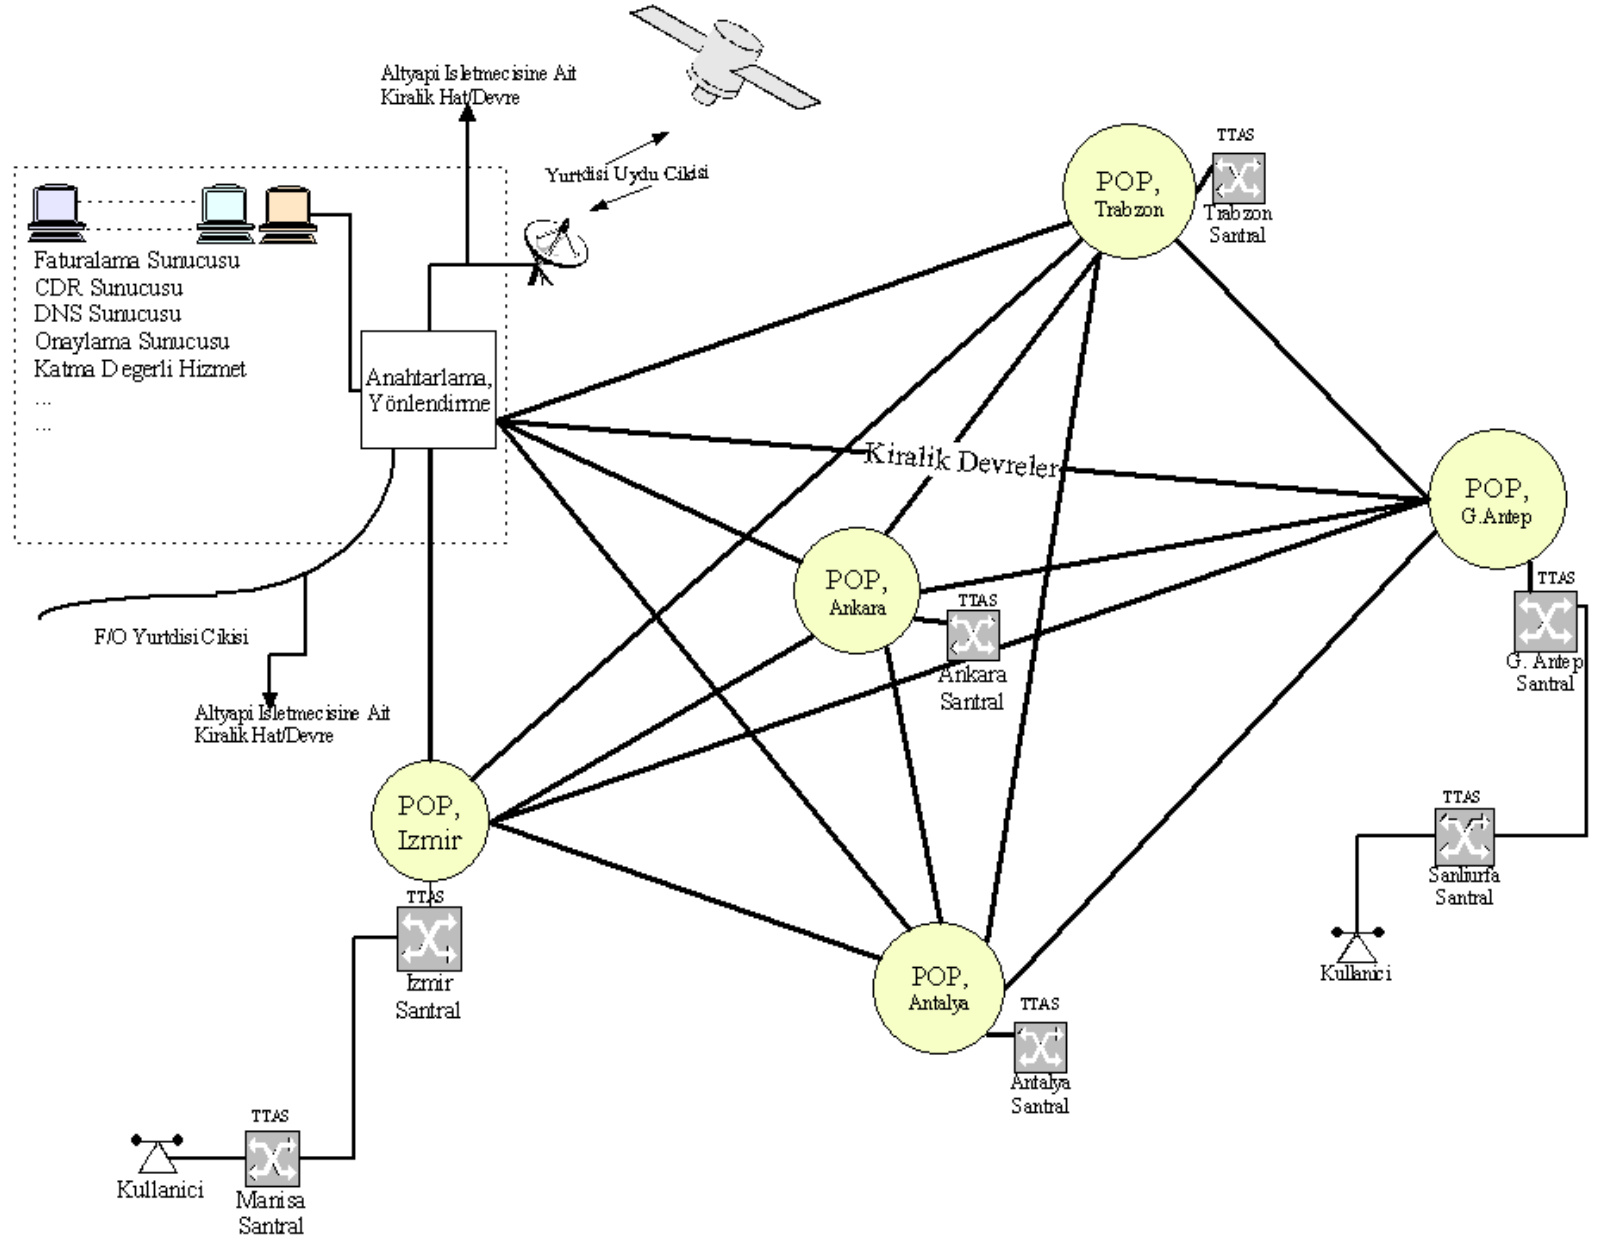 Altyapi Isletmecisine Ait
Kiralik Hat/Devre
Yurtdisi Uydu Cikisi
Faturalama Sunucusu
CDR Sunucusu
DNS Sunucusu
Onaylama Sunucusu
Katma Degerli Hizmet
...
...
Anahtarlama,
Yönlendirme
F/O Yurtdisi Cikisi
Altyapi Isletmecisine Ait
Kiralik Hat/Devre
POP,
Trabzon
TTAS
Trabzon
Santral
Kiralik Devreler
POP,
G.Antep
TTAS
G. Antep
Santral
POP,
Ankara
TTAS
Ankara
Santral
POP,
Izmir
TTAS
Izmir
Santral
TTAS
Sanliurfa
Santral
Kullanici
POP,
Antalya
TTAS
Antalya
Santral
TTAS
Kullanici
Manisa
Santral